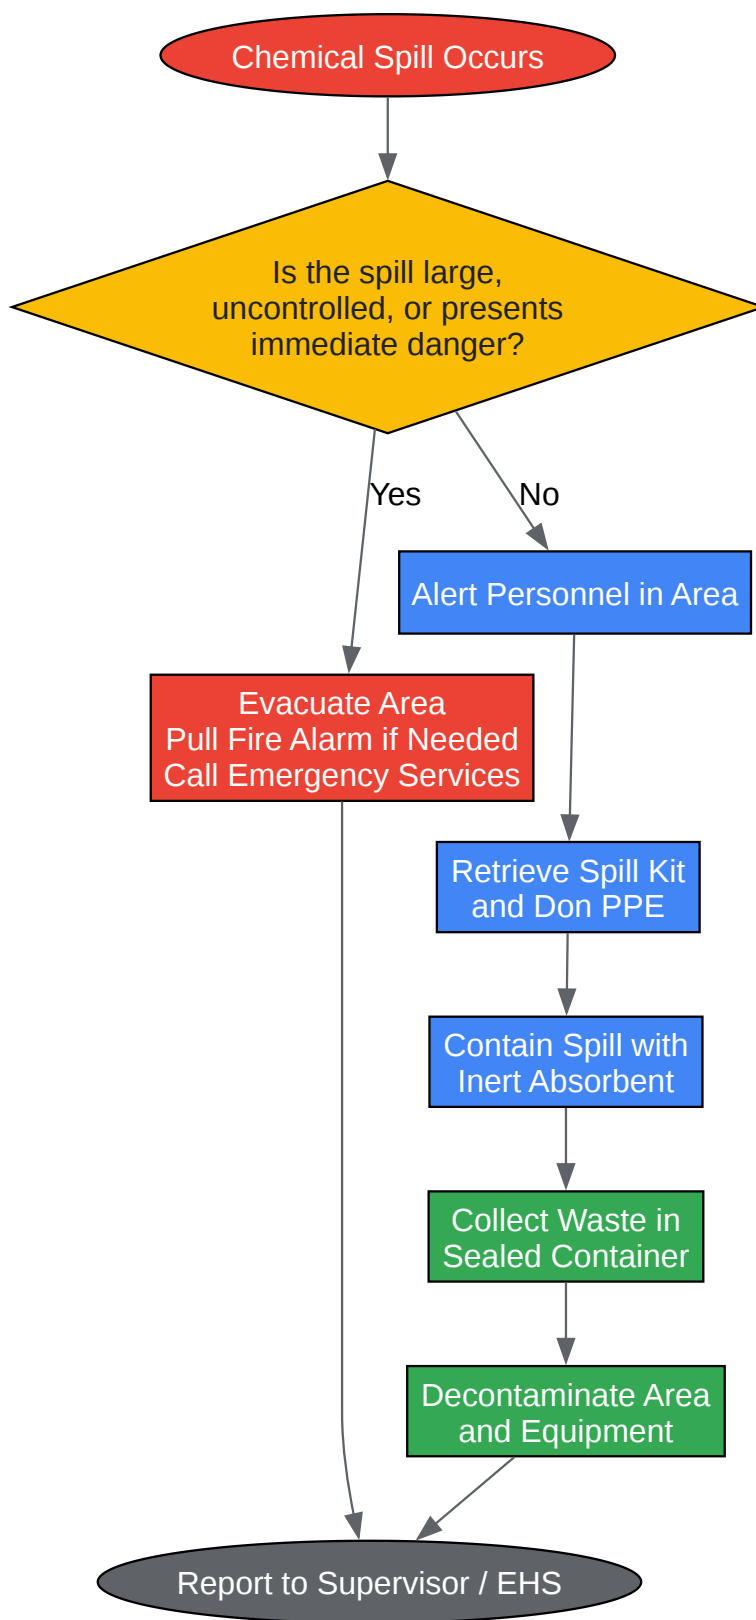 Chemical Spill Occurs
Is the spill large,
uncontrolled, or presents
immediate danger?
Yes
No
Alert Personnel in Area
Evacuate Area
Pull Fire Alarm if Needed
Call Emergency Services
Retrieve Spill Kit
and Don PPE
Contain Spill with
Inert Absorbent
Collect Waste in
Sealed Container
Decontaminate Area
and Equipment
Report to Supervisor / EHS